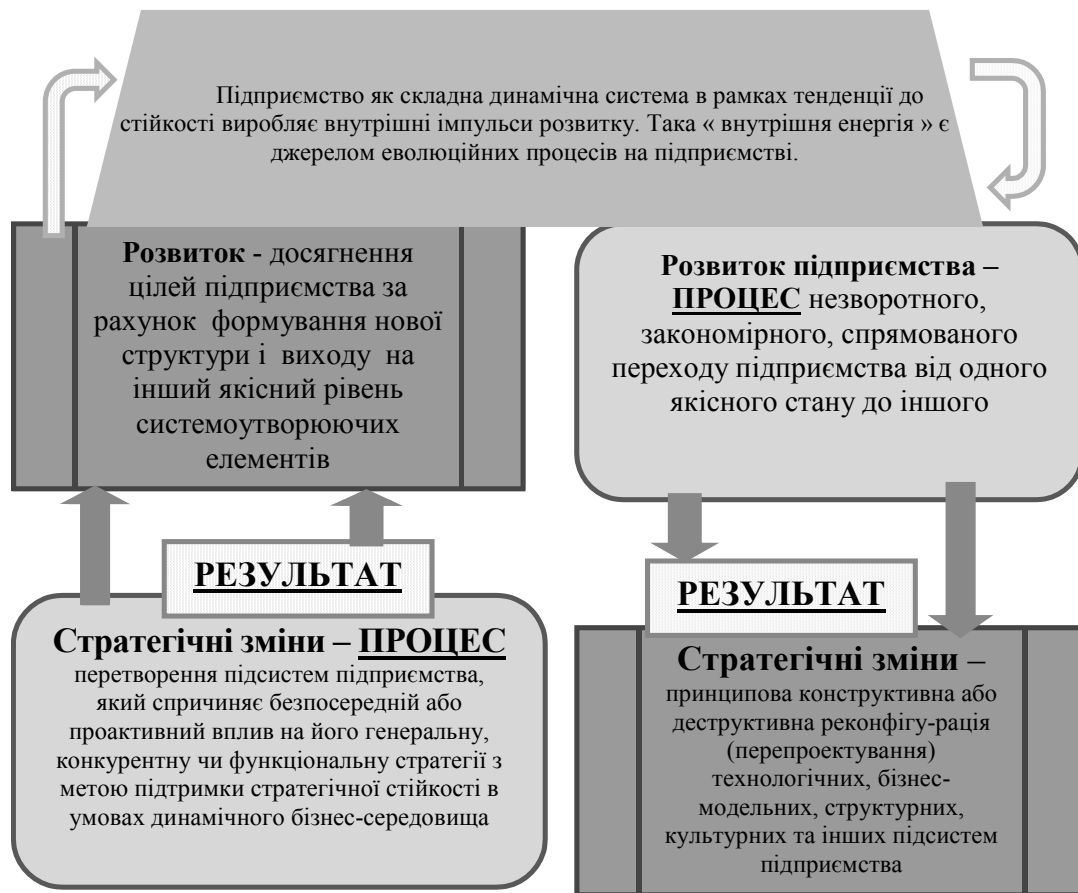 Підприємство як складна динамічна система в рамках тенденції до
стійкості виробляє внутрішні імпульси розвитку. Така « внутрішня енергія » є
джерелом еволюційних процесів на підприємстві.
Розвиток - досягнення
цілей підприємства за
рахунок формування нової
структури і виходу на
інший якісний рівень
системоутворюючих
елементів
РЕЗУЛЬТАТ
Стратегічні зміни – ПРОЦЕС
перетворення підсистем підприємства,
який спричиняє безпосередній або
проактивний вплив на його генеральну,
конкурентну чи функціональну стратегії з
метою підтримки стратегічної стійкості в
умовах динамічного бізнес-середовища
Розвиток підприємства –
ПРОЦЕС незворотного,
закономірного, спрямованого
переходу підприємства від одного
якісного стану до іншого
РЕЗУЛЬТАТ
Стратегічні зміни –
принципова конструктивна або
деструктивна реконфігу-рація
(перепроектування)
технологічних, бізнес-
модельних, структурних,
культурних та інших підсистем
підприємства